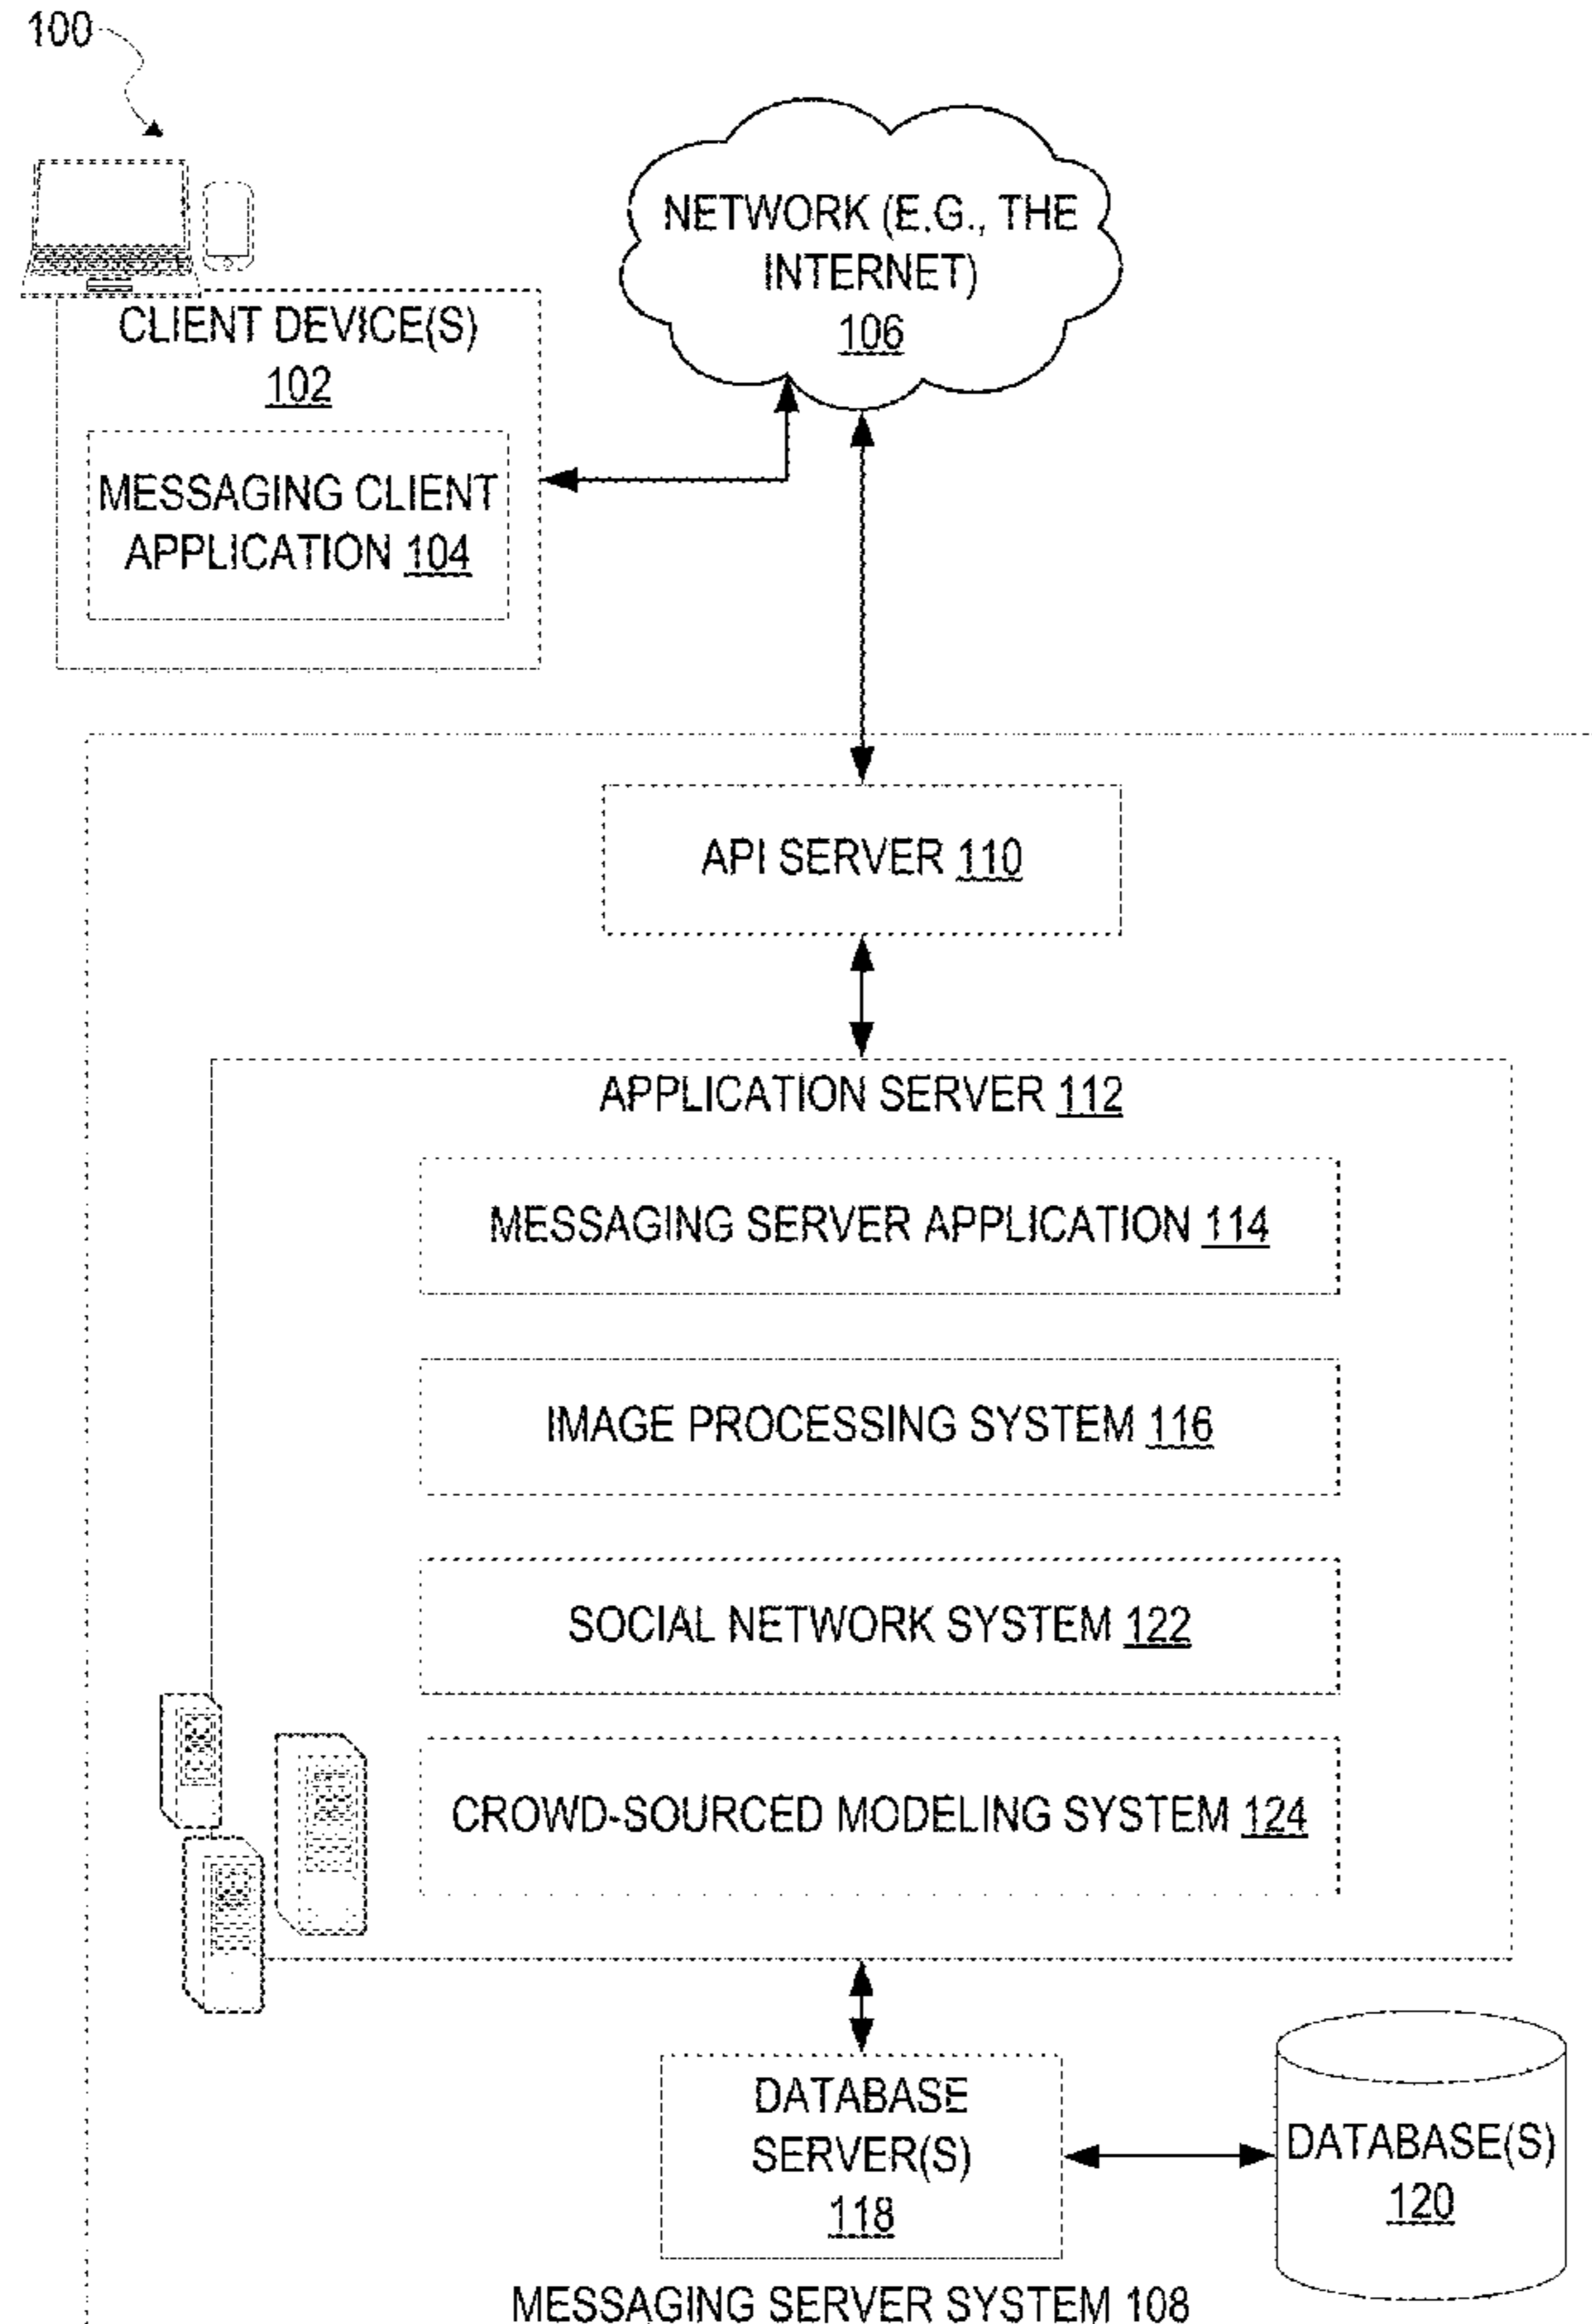 100
NETWORK (E.G., THE
INTERNET)
106
CLIENT DEVICE(S)
102
MESSAGING CLIENT
APPLICATION 104
API SERVER 110
APPLICATION SERVER 112
MESSAGING SERVER APPLICATION 114
IMAGE PROCESSING SYSTEM 116
SOCIAL NETWORK SYSTEM 122
CROWD-SOURCED MODELING SYSTEM 124
DATABASE
SERVER(S)
118
DATABASE(S)
120
MESSAGING SERVER SYSTEM 108